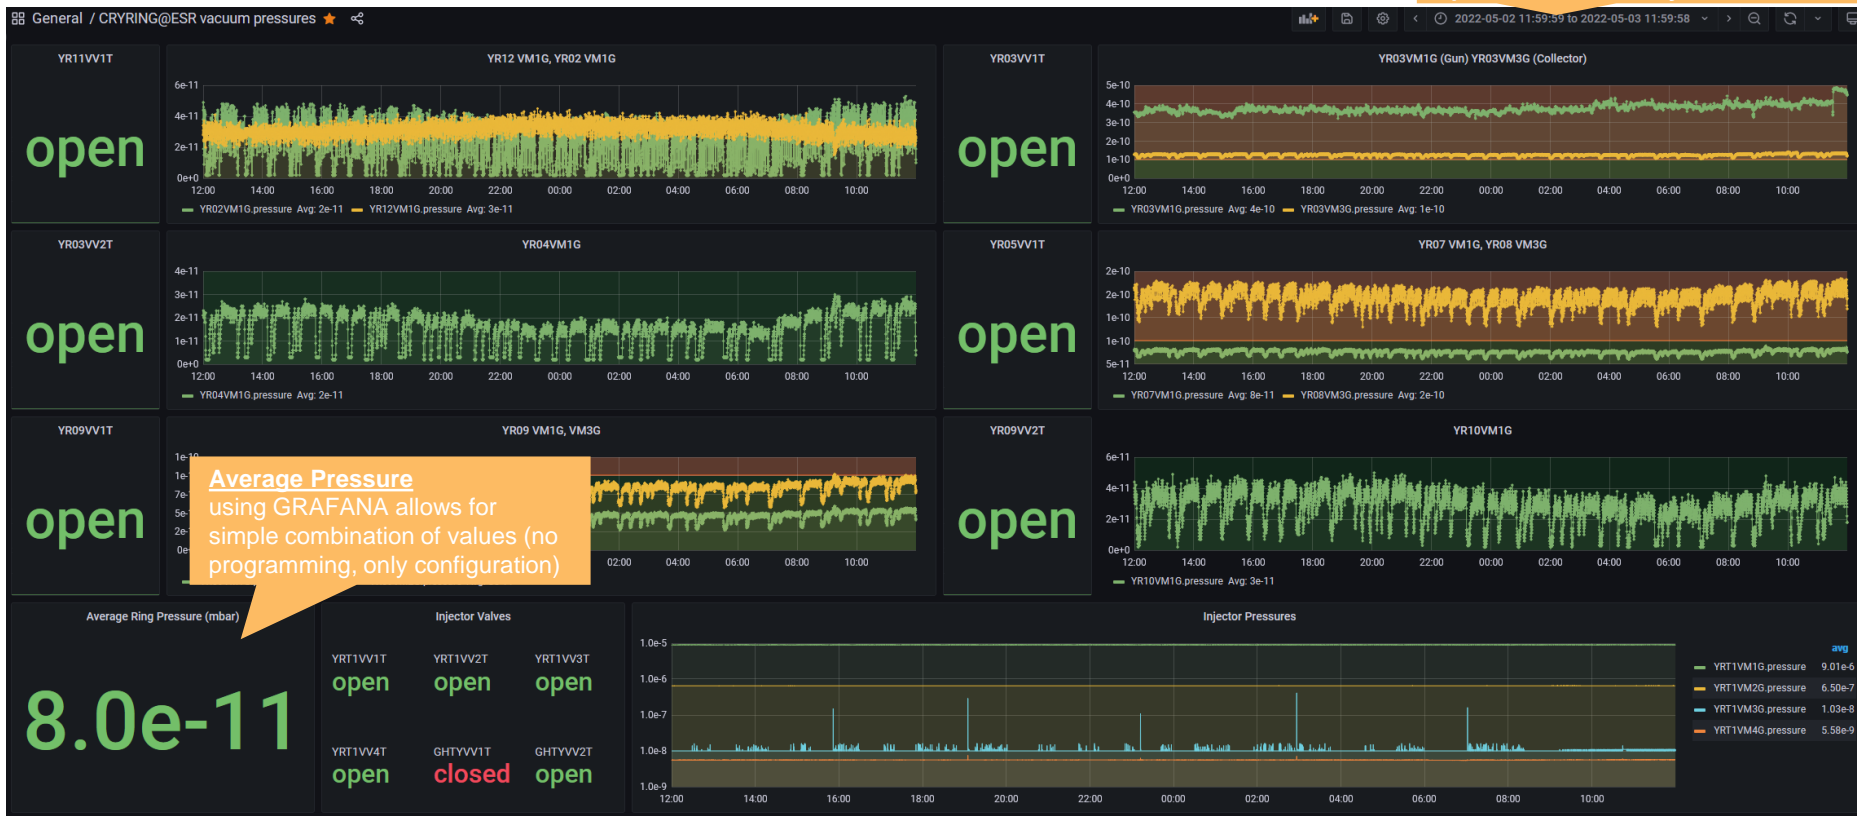 General / CRYRING@ESR vacuum pressures
2022-05-02 11:59:59 to 2022-05-03 11:59:58
YR11VV1T
open
YR12 VM1G, YR02 VM1G
6e-11
4e-11
2e-11
0e+0
12:00 14:00 16:00 18:00 20:00 22:00 00:00 02:00 04:00 06:00 08:00 10:00
YR02VM1G.pressure Avg: 2e-11 YR12VM1G.pressure Avg: 3e-11
YR03VV1T
open
YR03VM1G (Gun) YR03VM3G (Collector)
5e-10
4e-10
3e-10
2e-10
1e-10
0e+0
12:00 14:00 16:00 18:00 20:00 22:00 00:00 02:00 04:00 06:00 08:00 10:00
YR03VM1G.pressure Avg: 4e-10 YR03VM3G.pressure Avg: 1e-10
YR03VV2T
open
YR04VM1G
4e-11
3e-11
2e-11
1e-11
0e+0
12:00 14:00 16:00 18:00 20:00 22:00 00:00 02:00 04:00 06:00 08:00 10:00
YR04VM1G.pressure Avg: 2e-11
YR05VV1T
open
YR07 VM1G, YR08 VM3G
2e-10
2e-10
1e-10
1e-10
5e-11
12:00 14:00 16:00 18:00 20:00 22:00 00:00 02:00 04:00 06:00 08:00 10:00
YR07VM1G.pressure Avg: 8e-11 YR08VM3G.pressure Avg: 2e-10
YR09VV1T
open
YR09 VM1G, VM3G
02:00 04:00 06:00 08:00 10:00
Average Pressure
using GRAFANA allows for
simple combination of values (no
programming, only configuration)
YR09VV2T
open
YR10VM1G
6e-11
4e-11
2e-11
0e+0
12:00 14:00 16:00 18:00 20:00 22:00 00:00 02:00 04:00 06:00 08:00 10:00
YR10VM1G.pressure Avg: 3e-11
Average Ring Pressure (mbar)
8.0e-11
Injector Valves
YRT1VV1T YRT1VV2T YRT1VV3T
open open open
YRT1VV4T GHTYVV1T GHTYVV2T
open closed open
Injector Pressures
1.0e-5
1.0e-6
1.0e-7
1.0e-8
1.0e-9
12:00 14:00 16:00 18:00 20:00 22:00 00:00 02:00 04:00 06:00 08:00 10:00
avg
YRT1VM1G.pressure 9.01e-6
YRT1VM2G.pressure 6.50e-7
YRT1VM3G.pressure 1.03e-8
YRT1VM4G.pressure 5.58e-9